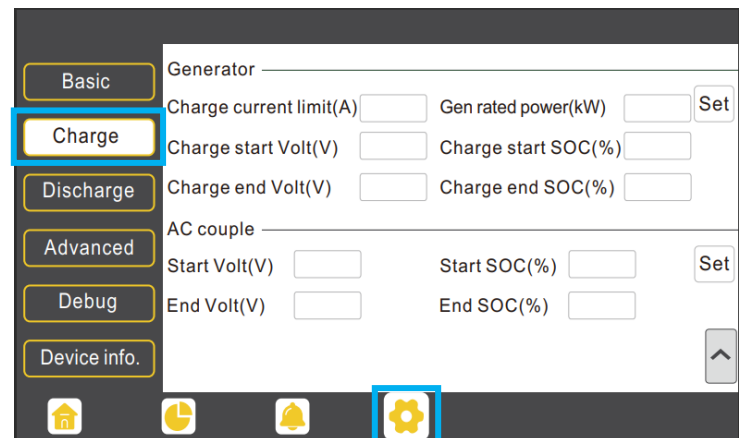 Basic
Charge
Discharge
Advanced
Debug
Device info.
Generator
Charge current limit(A) Gen rated power(kW) Set
Charge start Volt(V) Charge start SOC(%)
Charge end Volt(V) Charge end SOC(%)
AC couple
Start Volt(V) Start SOC(%) Set
End Volt(V) End SOC(%)